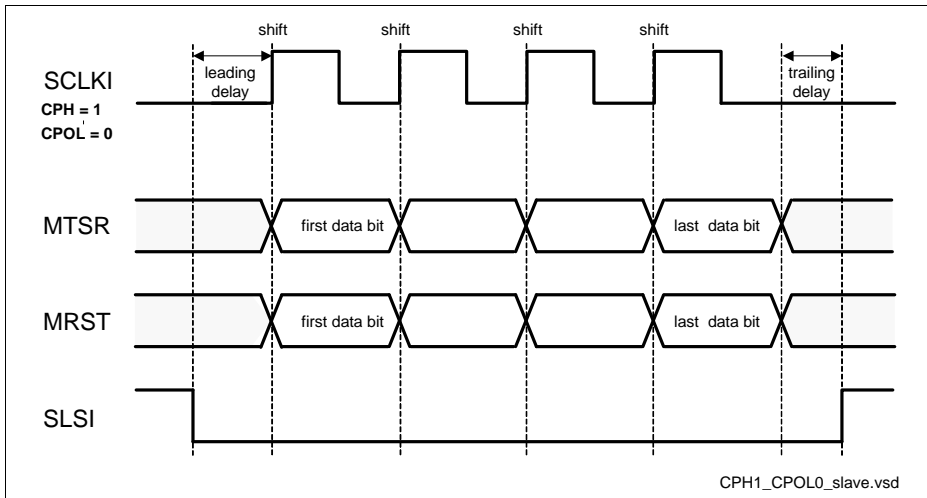 shift shift shift shift
SCLKI
leading delay
trailing delay
CPH = 1
CPOL = 0
MTSR
first data bit
last data bit
MRST
first data bit
last data bit
SLSI
CPH1_CPOL0_slave.vsd